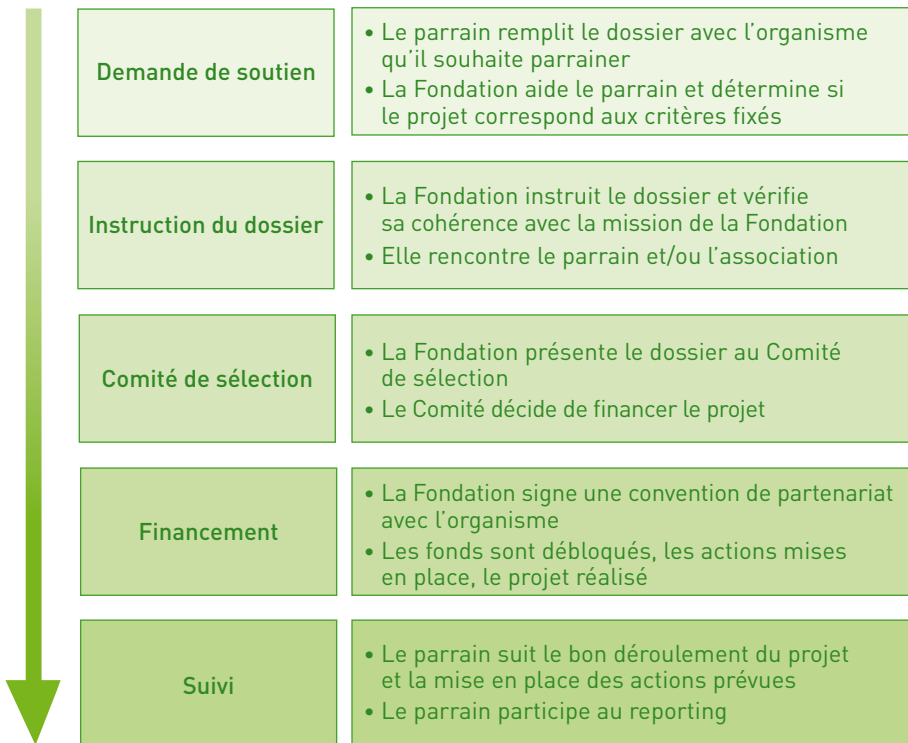 Demande de soutien
• Le parrain remplit le dossier avec l’organisme
qu’il souhaite parrainer
• La Fondation aide le parrain et détermine si
le projet correspond aux critères fixés
Instruction du dossier
• La Fondation instruit le dossier et vérifie
sa cohérence avec la mission de la Fondation
• Elle rencontre le parrain et/ou l’association
Comité de sélection
• La Fondation présente le dossier au Comité
de sélection
• Le Comité décide de financer le projet
Financement
• La Fondation signe une convention de partenariat
avec l’organisme
• Les fonds sont débloqués, les actions mises
en place, le projet réalisé
Suivi
• Le parrain suit le bon déroulement du projet
et la mise en place des actions prévues
• Le parrain participe au reporting